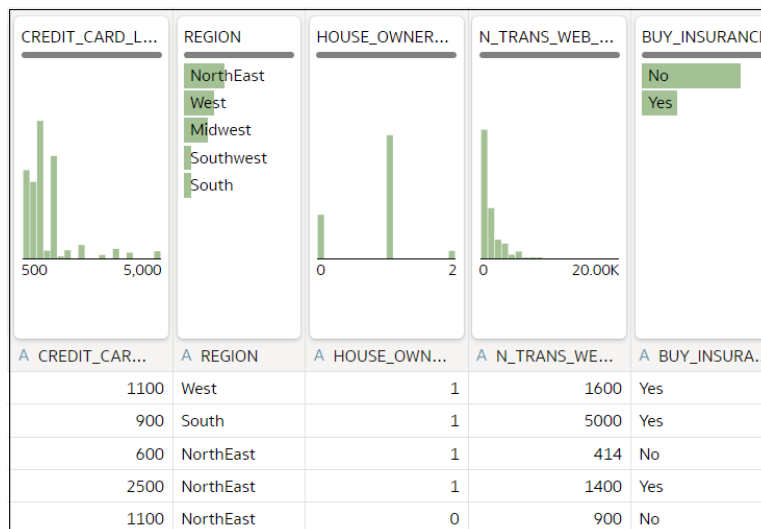 CREDIT_CARD_L... REGION HOUSE_OWNER... N_TRANS_WEB_... BUY_INSURANCE
NorthEast No
West Yes
Midwest
Southwest
South
500 5,000 0 2 0 20.00K
A CREDIT_CAR... A REGION A HOUSE_OWN... A N_TRANS_WE... A BUY_INSURA...
1100 West 1 1600 Yes
900 South 1 5000 Yes
600 NorthEast 1 414 No
2500 NorthEast 1 1400 Yes
1100 NorthEast 0 900 No